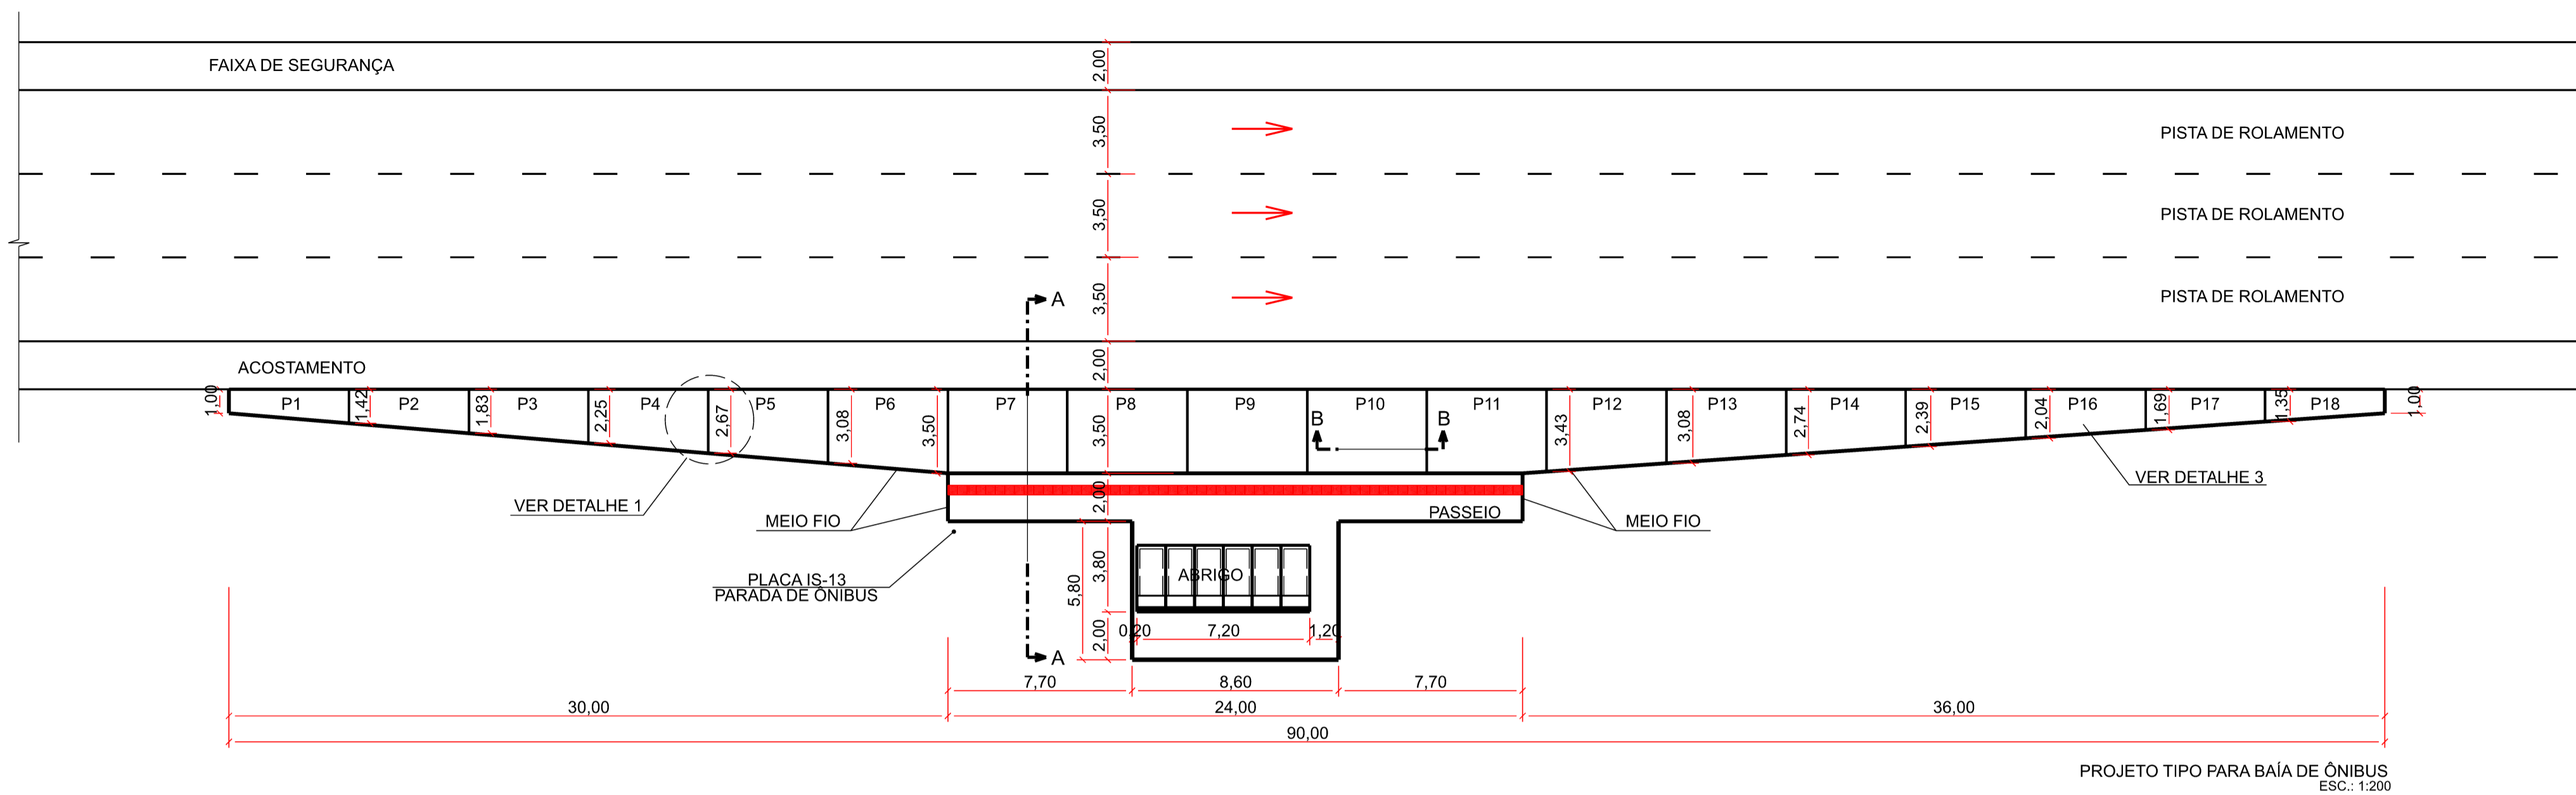 2,00
FAIXA DE SEGURANÇA
3,50
PISTA DE ROLAMENTO
3,50
PISTA DE ROLAMENTO
3,50
PISTA DE ROLAMENTO
A
2,00
ACOSTAMENTO
1,00
P1
1,42
P2
1,83
P3
2,25
P4
2,67
P5
3,08
P6
3,50
P7
3,50
P8
P9
P10
P11
3,43
P12
3,08
P13
2,74
P14
2,39
P15
2,04
P16
1,69
P17
1,35
P18
1,00
B
B
VER DETALHE 3
VER DETALHE 1
2,00
PASSEIO
MEIO FIO
MEIO FIO
PLACA IS-13
PARADA DE ÔNIBUS
5,80
3,80
ABRIGO
0,20
7,20
1,20
2,00
A
7,70
8,60
7,70
30,00
24,00
36,00
90,00
PROJETO TIPO PARA BAÍA DE ÔNIBUS
ESC.: 1:200